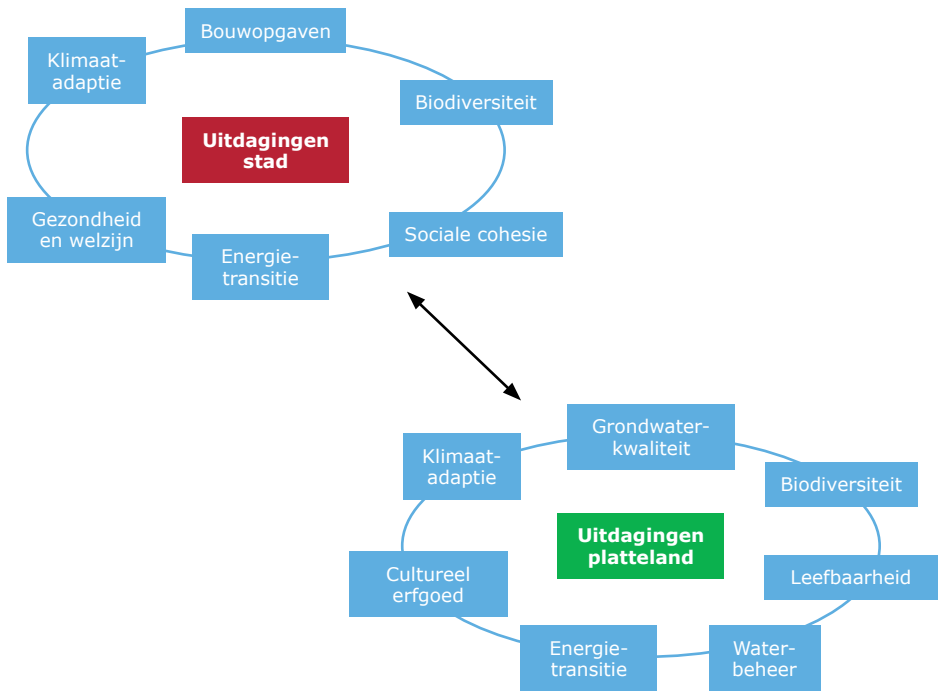 Bouwopgaven
Klimaat-
adaptie
Biodiversiteit
Uitdagingen
stad
Gezondheid
en welzijn
Sociale cohesie
Energie-
transitie
Grondwater-
kwaliteit
Klimaat-
adaptie
Biodiversiteit
Uitdagingen
platteland
Cultureel
erfgoed
Leefbaarheid
Energie-
transitie
Water-
beheer